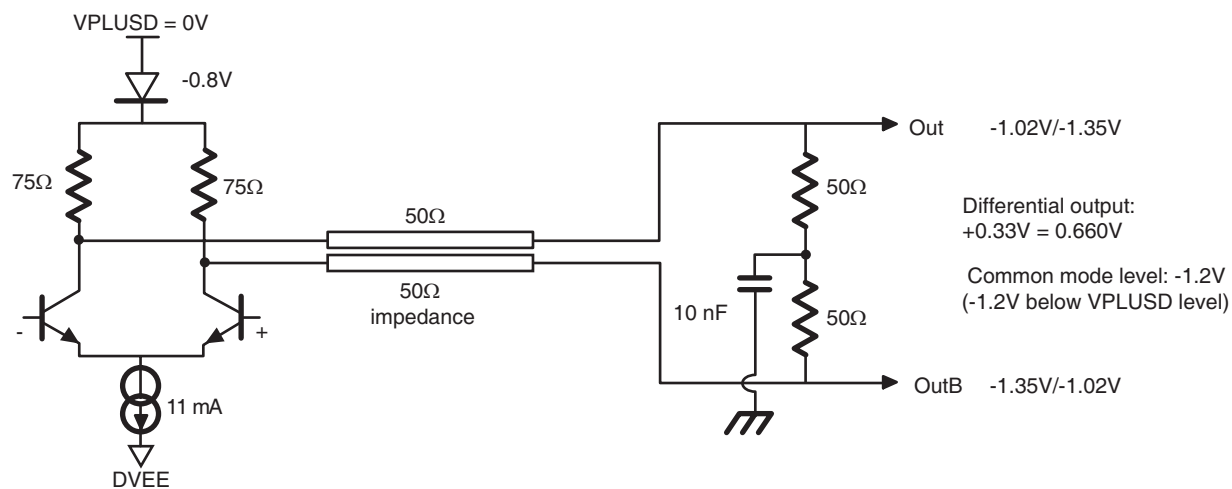 VPLUSD = 0V
-0.8V
75Ω
75Ω
50Ω
50Ω
impedance
-
+
11 mA
DVEE
10 nF
50Ω
50Ω
Out -1.02V/-1.35V
Differential output:
+0.33V = 0.660V
Common mode level: -1.2V
(-1.2V below VPLUSD level)
OutB -1.35V/-1.02V